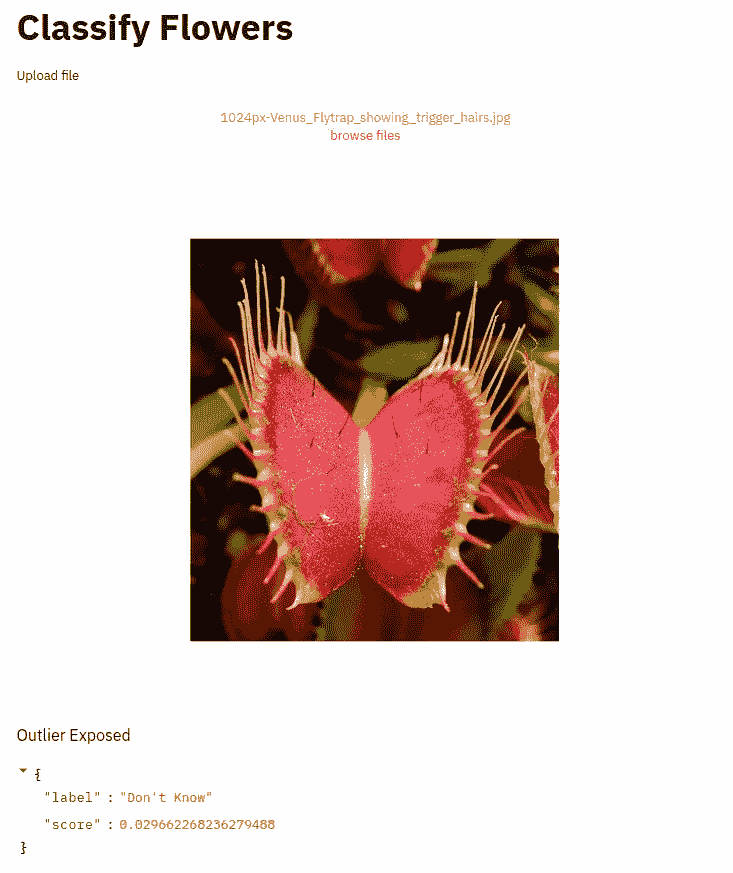 Classify Flowers
Upload file
1024px-Venus_Flytrap_showing_trigger_hairs.jpg
browse files
Outlier Exposed
{
"label" : "Don't Know"
"score" : 0.029662268236279488
}